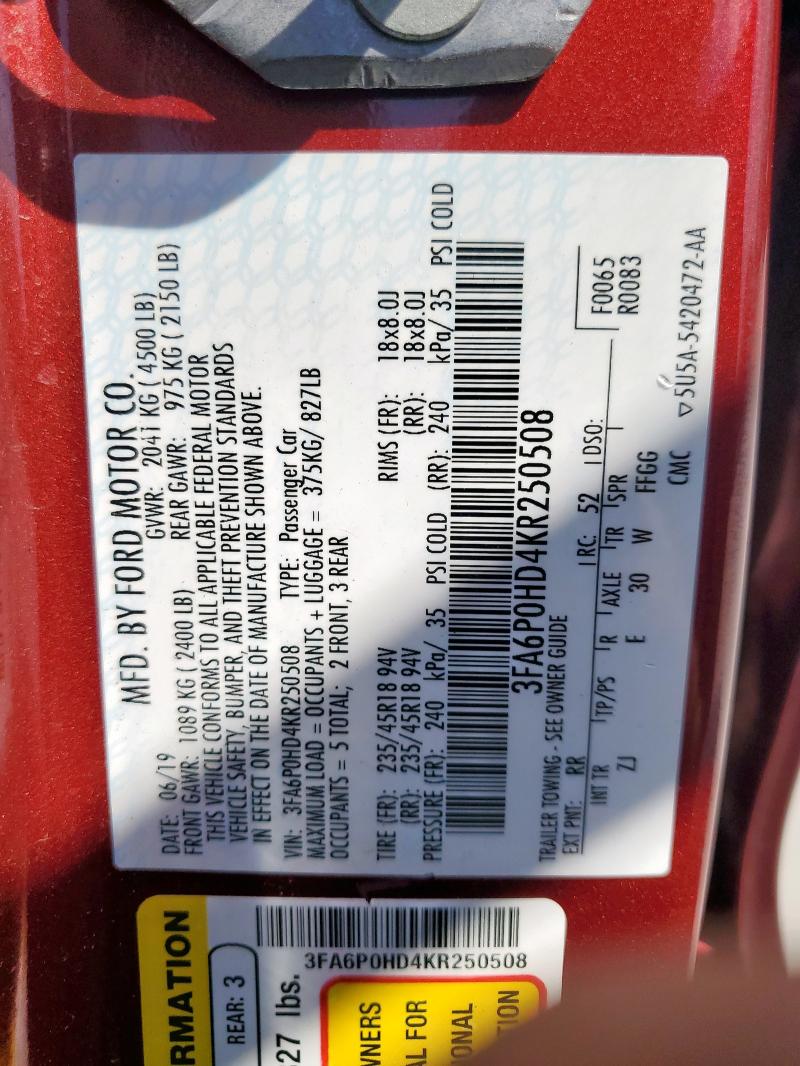 MFD. BY FORD MOTOR CO.
DATE: 06/19 GVWR: 2041 KG ( 4500 LB)
FRONT GAWR: 1089 KG ( 2400 LB) REAR GAWR: 975 KG ( 2150 LB)
THIS VEHICLE CONFORMS TO ALL APPLICABLE FEDERAL MOTOR
VEHICLE SAFETY, BUMPER, AND THEFT PREVENTION STANDARDS
IN EFFECT ON THE DATE OF MANUFACTURE SHOWN ABOVE.
VIN: 3FA6P0HD4KR250508 TYPE: Passenger Car
MAXIMUM LOAD = OCCUPANTS + LUGGAGE = 375KG/ 827LB
OCCUPANTS = 5 TOTAL; 2 FRONT, 3 REAR
TIRE (FR): 235/45R18 94V RIMS (FR): 18x8.0J
(RR): 235/45R18 94V (RR): 18x8.0J
PRESSURE (FR): 240 kPa/ 35 PSI COLD (RR): 240 kPa/ 35 PSI COLD
3FA6P0HD4KR250508
TRAILER TOWING - SEE OWNER GUIDE F0065
EXT PNT: RR RC: 52 DSO: R0083
INT TR TP/PS R AXLE TR SPR
ZJ E 30 W FFGG
CMC
▽5U5A-5420472-AA
RMATION
REAR: 3
27 lbs.
3FA6P0HD4KR250508
WNERS
AL FOR
ONAL
TION